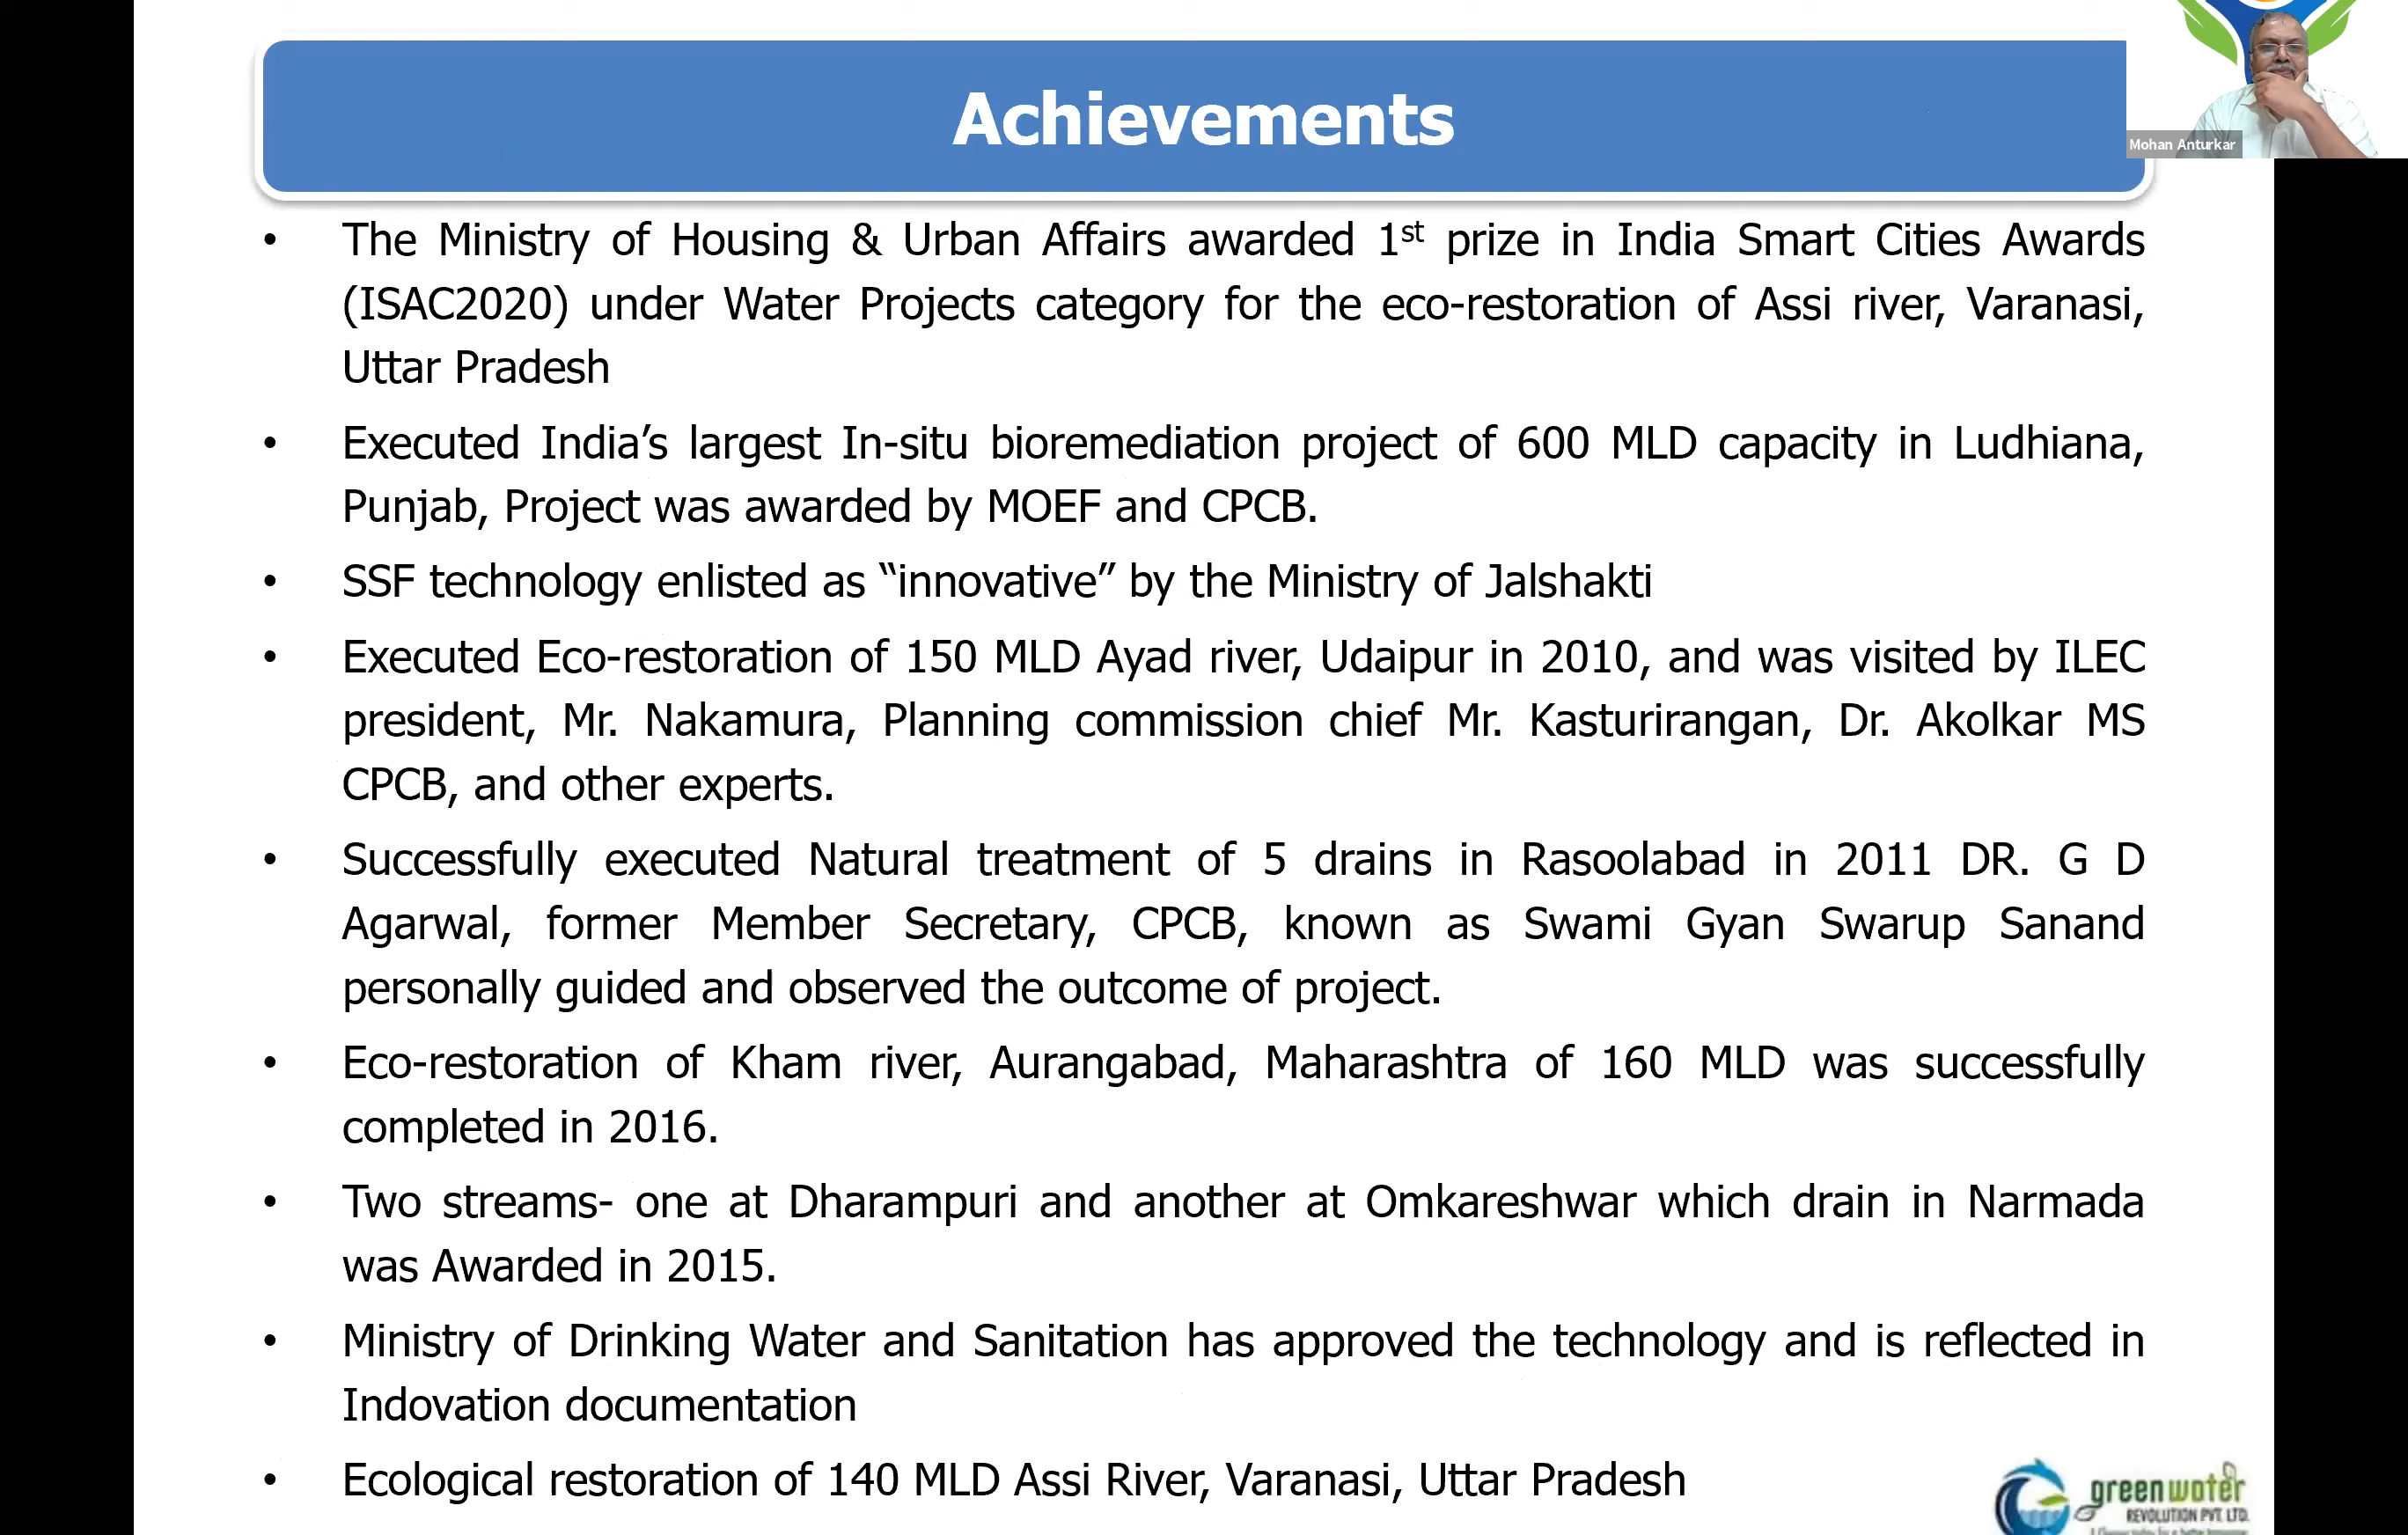 Achievements
Mohan Anturkar
• The Ministry of Housing & Urban Affairs awarded 1st prize in India Smart Cities Awards
(ISAC2020) under Water Projects category for the eco-restoration of Assi river, Varanasi,
Uttar Pradesh
• Executed India’s largest In-situ bioremediation project of 600 MLD capacity in Ludhiana,
Punjab, Project was awarded by MOEF and CPCB.
• SSF technology enlisted as “innovative” by the Ministry of Jalshakti
• Executed Eco-restoration of 150 MLD Ayad river, Udaipur in 2010, and was visited by ILEC
president, Mr. Nakamura, Planning commission chief Mr. Kasturirangan, Dr. Akolkar MS
CPCB, and other experts.
• Successfully executed Natural treatment of 5 drains in Rasoolabad in 2011 DR. G D
Agarwal, former Member Secretary, CPCB, known as Swami Gyan Swarup Sanand
personally guided and observed the outcome of project.
• Eco-restoration of Kham river, Aurangabad, Maharashtra of 160 MLD was successfully
completed in 2016.
• Two streams- one at Dharampuri and another at Omkareshwar which drain in Narmada
was Awarded in 2015.
• Ministry of Drinking Water and Sanitation has approved the technology and is reflected in
Indovation documentation
• Ecological restoration of 140 MLD Assi River, Varanasi, Uttar Pradesh
green water
REVOLUTION PVT. LTD.